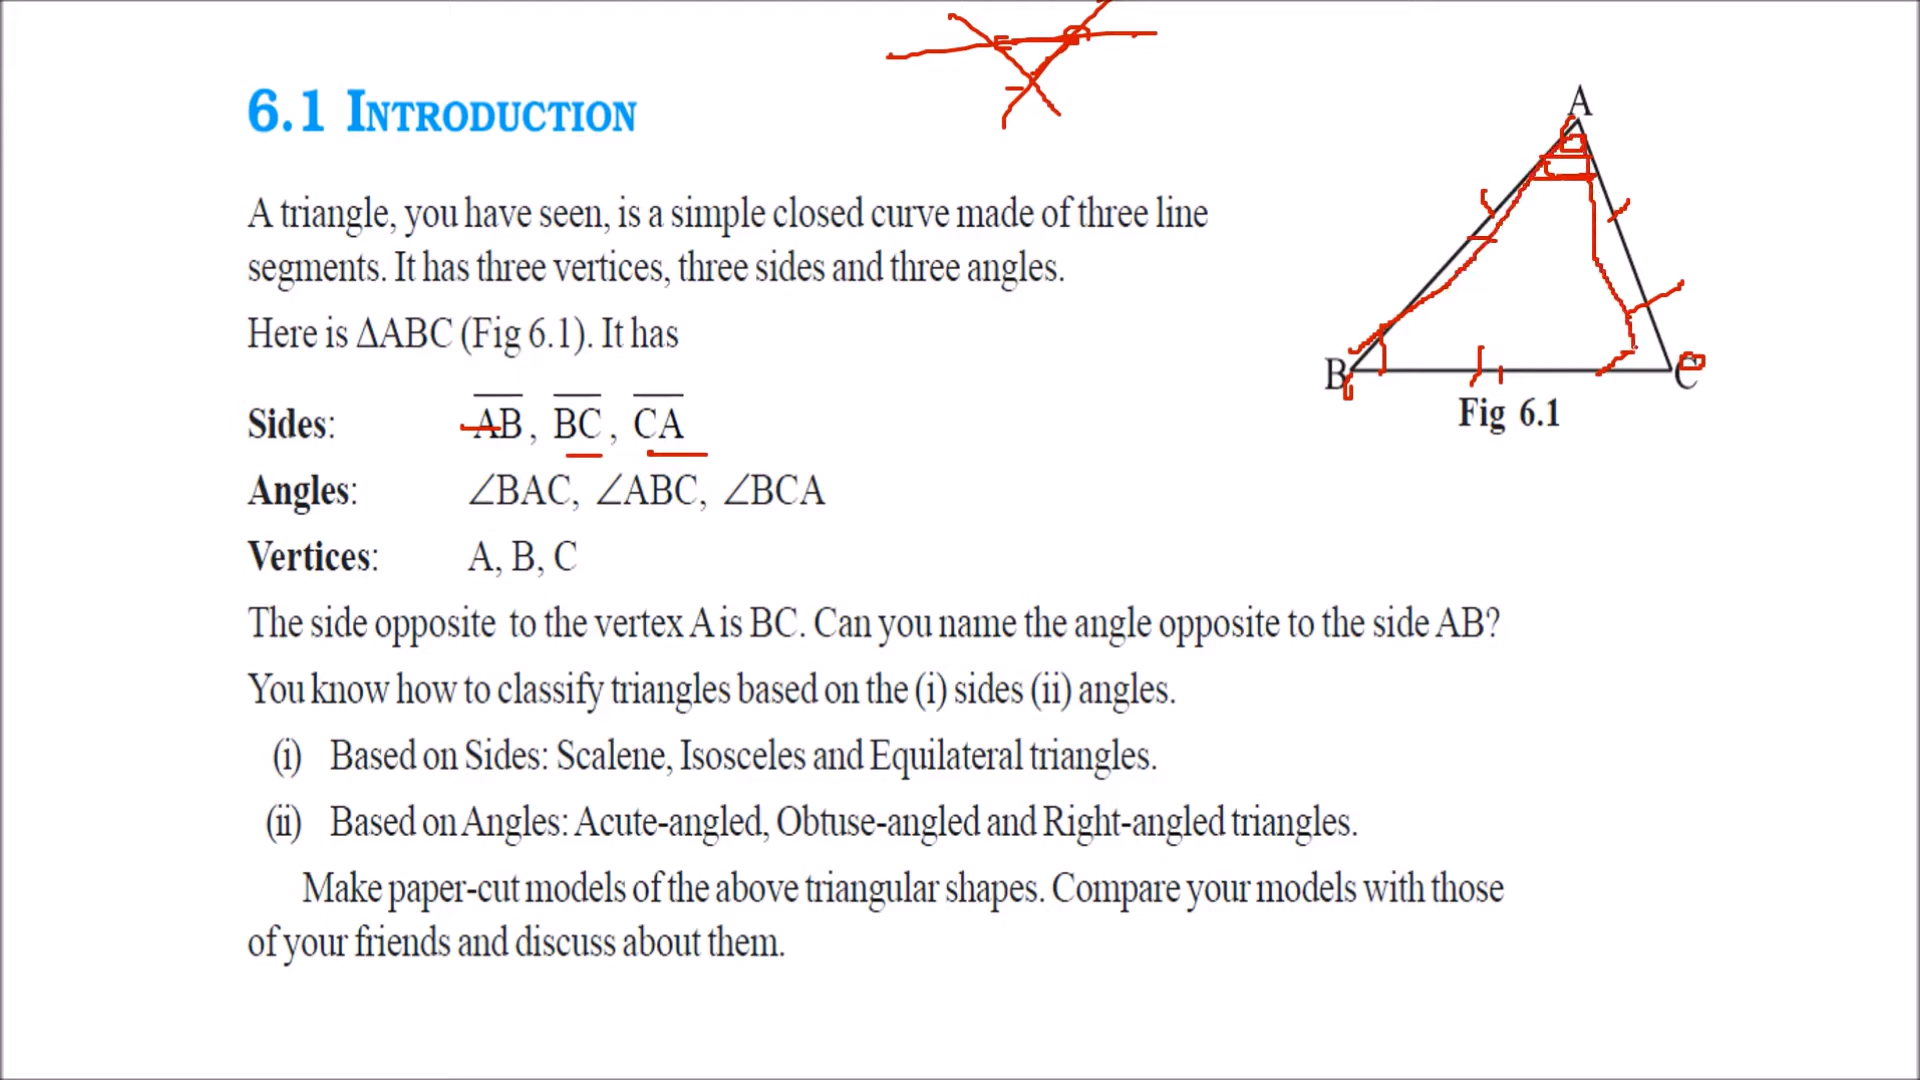 6.1 INTRODUCTION
A triangle, you have seen, is a simple closed curve made of three line
segments. It has three vertices, three sides and three angles.
Here is ΔABC (Fig 6.1). It has
Sides: AB, BC, CA
Angles: ∠BAC, ∠ABC, ∠BCA
Vertices: A, B, C
The side opposite to the vertex A is BC. Can you name the angle opposite to the side AB?
You know how to classify triangles based on the (i) sides (ii) angles.
(i) Based on Sides: Scalene, Isosceles and Equilateral triangles.
(ii) Based on Angles: Acute-angled, Obtuse-angled and Right-angled triangles.
Make paper-cut models of the above triangular shapes. Compare your models with those
of your friends and discuss about them.
A
B
C
Fig 6.1